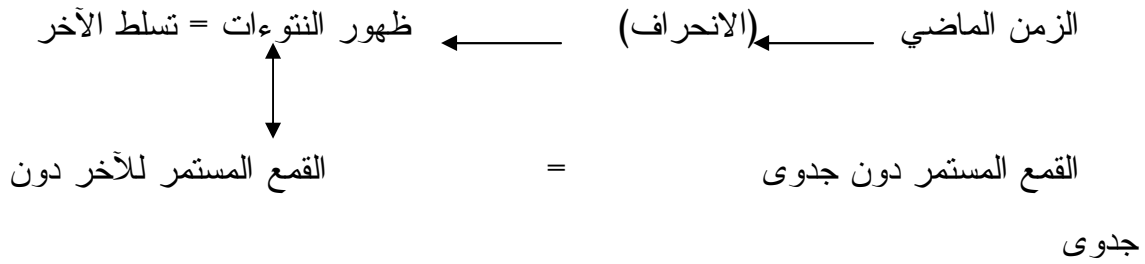 الزمن الماضي (الانحراف) ظهور النتوءات = تسلط الآخر
القمع المستمر دون جدوى = القمع المستمر للآخر دون
جدوى